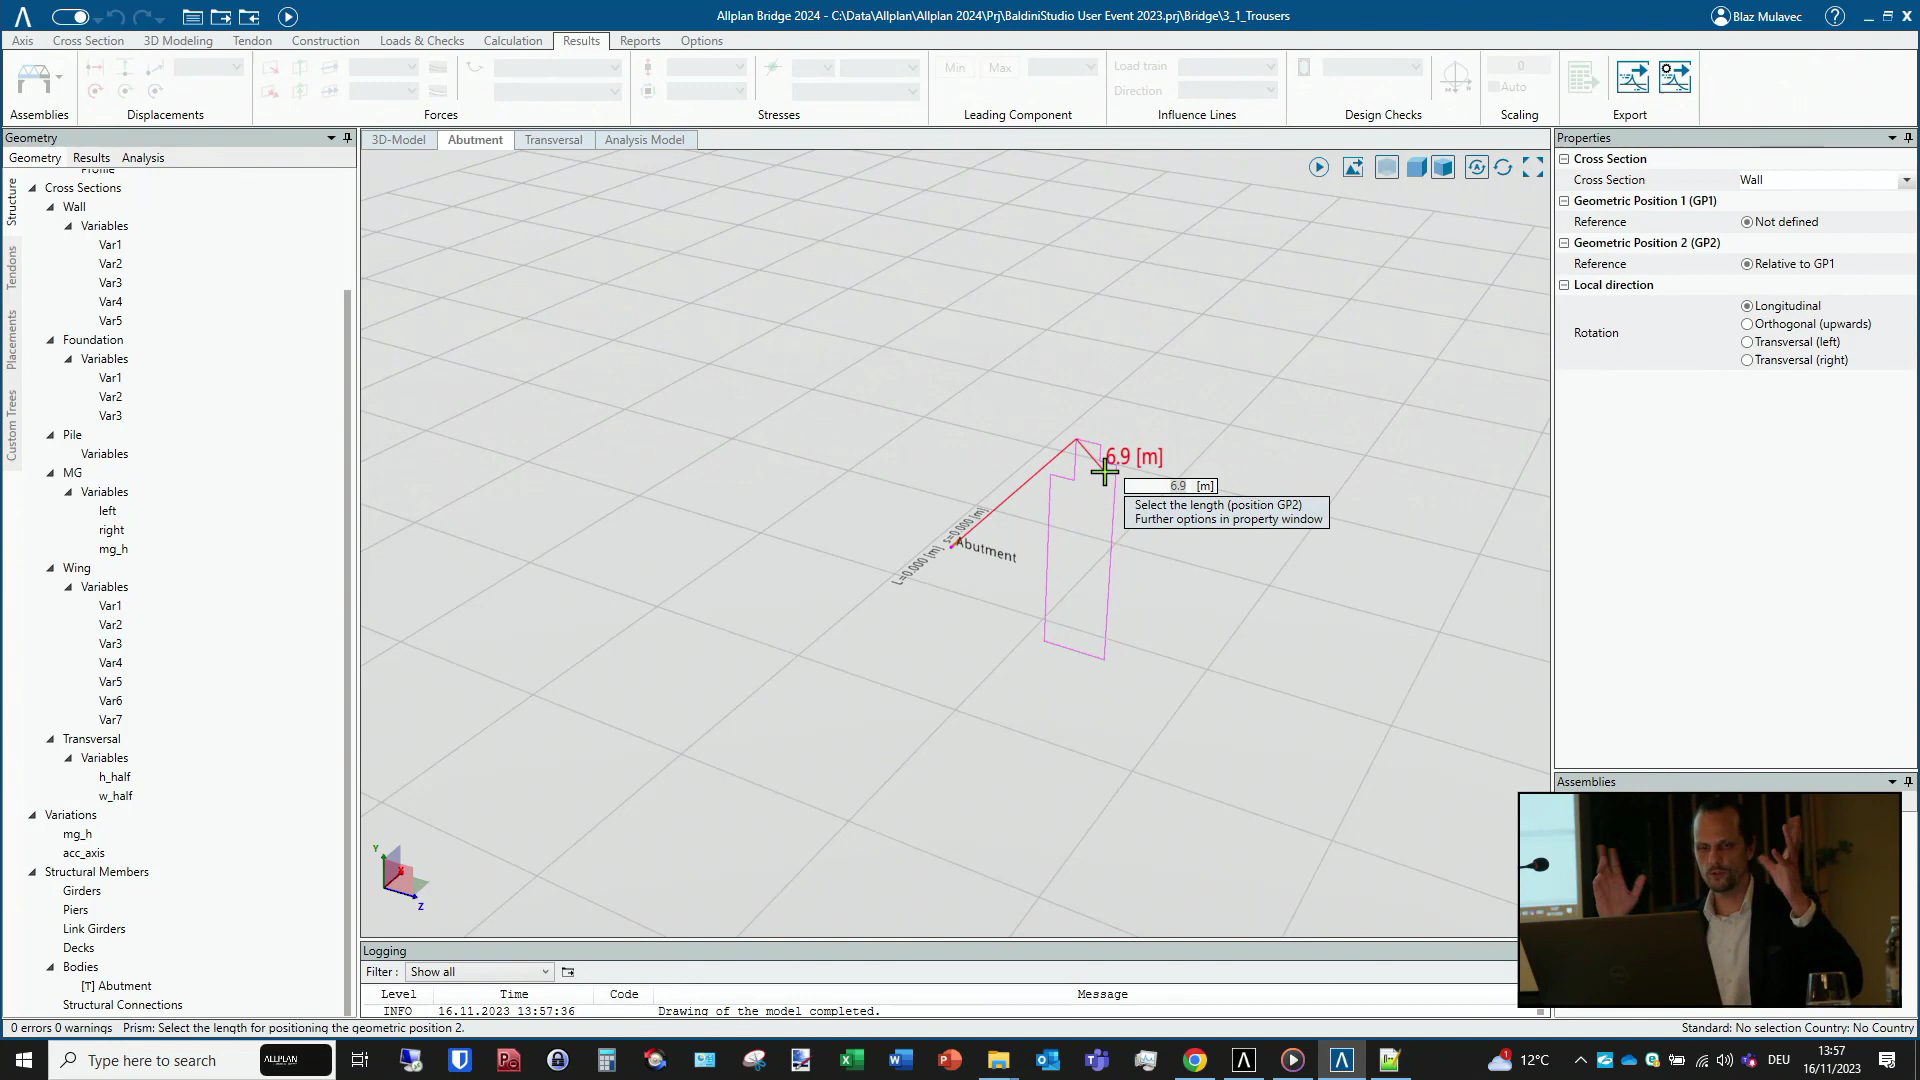 Allplan Bridge 2024 - C:\Data\Allplan\Allplan 2024\Prj\BaldiniStudio User Event 2023.prj\Bridge\3_1_Trousers
Blaz Mulavec
Axis Cross Section 3D Modeling Tendon Construction Loads & Checks Calculation Results Reports Options
Min Max Load train 0
Direction Auto
Assemblies Displacements Forces Stresses Leading Component Influence Lines Design Checks Scaling Export
Geometry
Geometry Results Analysis
Structure
Tendons
Placements
Custom Trees
Profile
Cross Sections
Wall
Variables
Var1
Var2
Var3
Var4
Var5
Foundation
Variables
Var1
Var2
Var3
Pile
Variables
MG
Variables
left
right
mg_h
Wing
Variables
Var1
Var2
Var3
Var4
Var5
Var6
Var7
Transversal
Variables
h_half
w_half
Variations
mg_h
acc_axis
Structural Members
Girders
Piers
Link Girders
Decks
Bodies
[T] Abutment
Structural Connections
3D-Model Abutment Transversal Analysis Model
6.9 [m]
6.9 [m]
Select the length (position GP2)
Further options in property window
s=0.000 [m]
L=0.000 [m]
Abutment
Y
X
Z
Properties
Cross Section
Cross Section Wall
Geometric Position 1 (GP1)
Reference Not defined
Geometric Position 2 (GP2)
Reference Relative to GP1
Local direction
Rotation
Longitudinal
Orthogonal (upwards)
Transversal (left)
Transversal (right)
Assemblies
Logging
Filter : Show all
Level Time Code Message
INFO 16.11.2023 13:57:36 Drawing of the model completed.
0 errors 0 warnings Prism: Select the length for positioning the geometric position 2.
Standard: No selection Country: No Country
Type here to search
ALLPLAN
12°C
DEU
13:57
16/11/2023